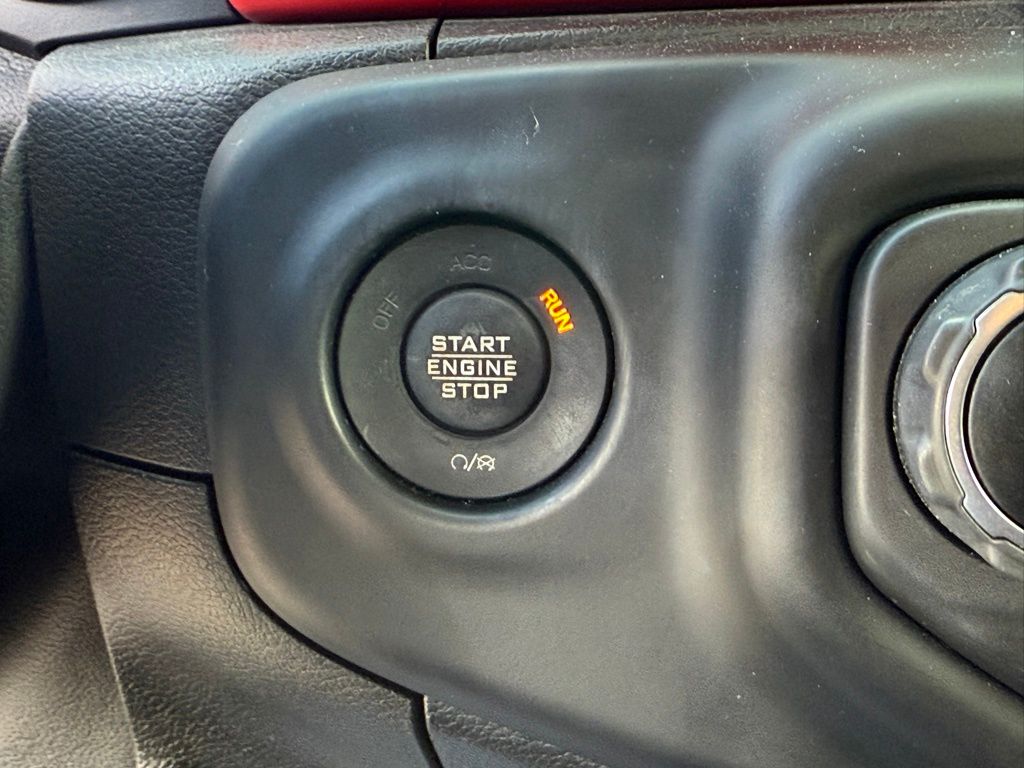 ACC
OFF
RUN
START
ENGINE
STOP